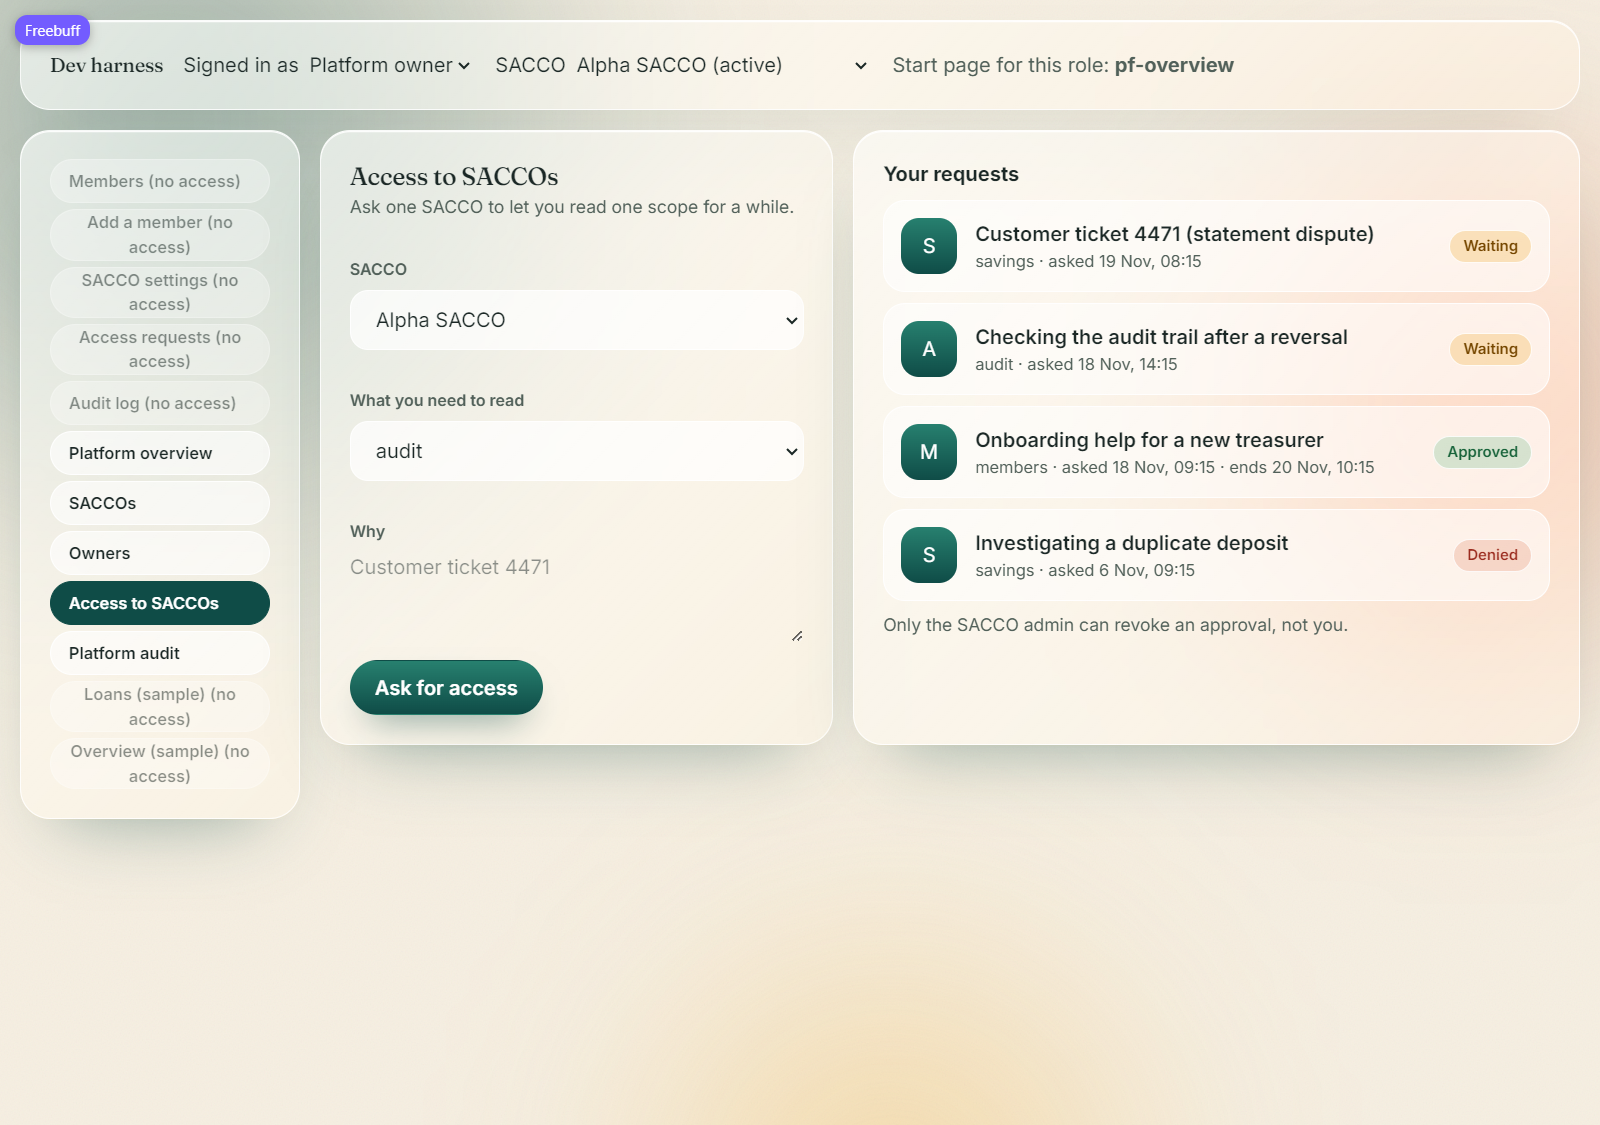 Freebuff
Dev harness Signed in as Platform owner SACCO Alpha SACCO (active) Start page for this role: pf-overview
Members (no access)
Add a member (no
access)
SACCO settings (no
access)
Access requests (no
access)
Audit log (no access)
Platform overview
SACCOs
Owners
Access to SACCOs
Platform audit
Loans (sample) (no
access)
Overview (sample) (no
access)
Access to SACCOs
Ask one SACCO to let you read one scope for a while.
SACCO
Alpha SACCO
What you need to read
audit
Why
Customer ticket 4471
Ask for access
Your requests
S
Customer ticket 4471 (statement dispute)
savings · asked 19 Nov, 08:15
Waiting
A
Checking the audit trail after a reversal
audit · asked 18 Nov, 14:15
Waiting
M
Onboarding help for a new treasurer
members · asked 18 Nov, 09:15 · ends 20 Nov, 10:15
Approved
S
Investigating a duplicate deposit
savings · asked 6 Nov, 09:15
Denied
Only the SACCO admin can revoke an approval, not you.